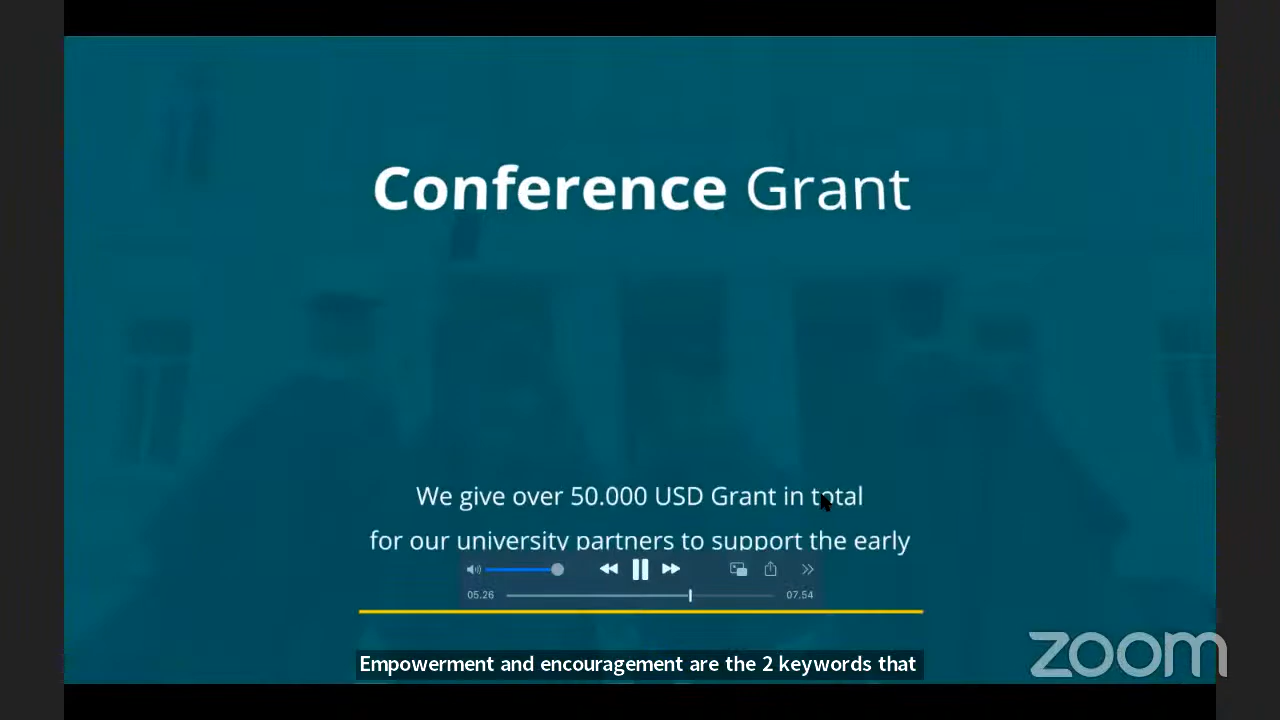 Conference Grant
We give over 50.000 USD Grant in total
for our university partners to support the early
05.26
07.54
Empowerment and encouragement are the 2 keywords that
zoom